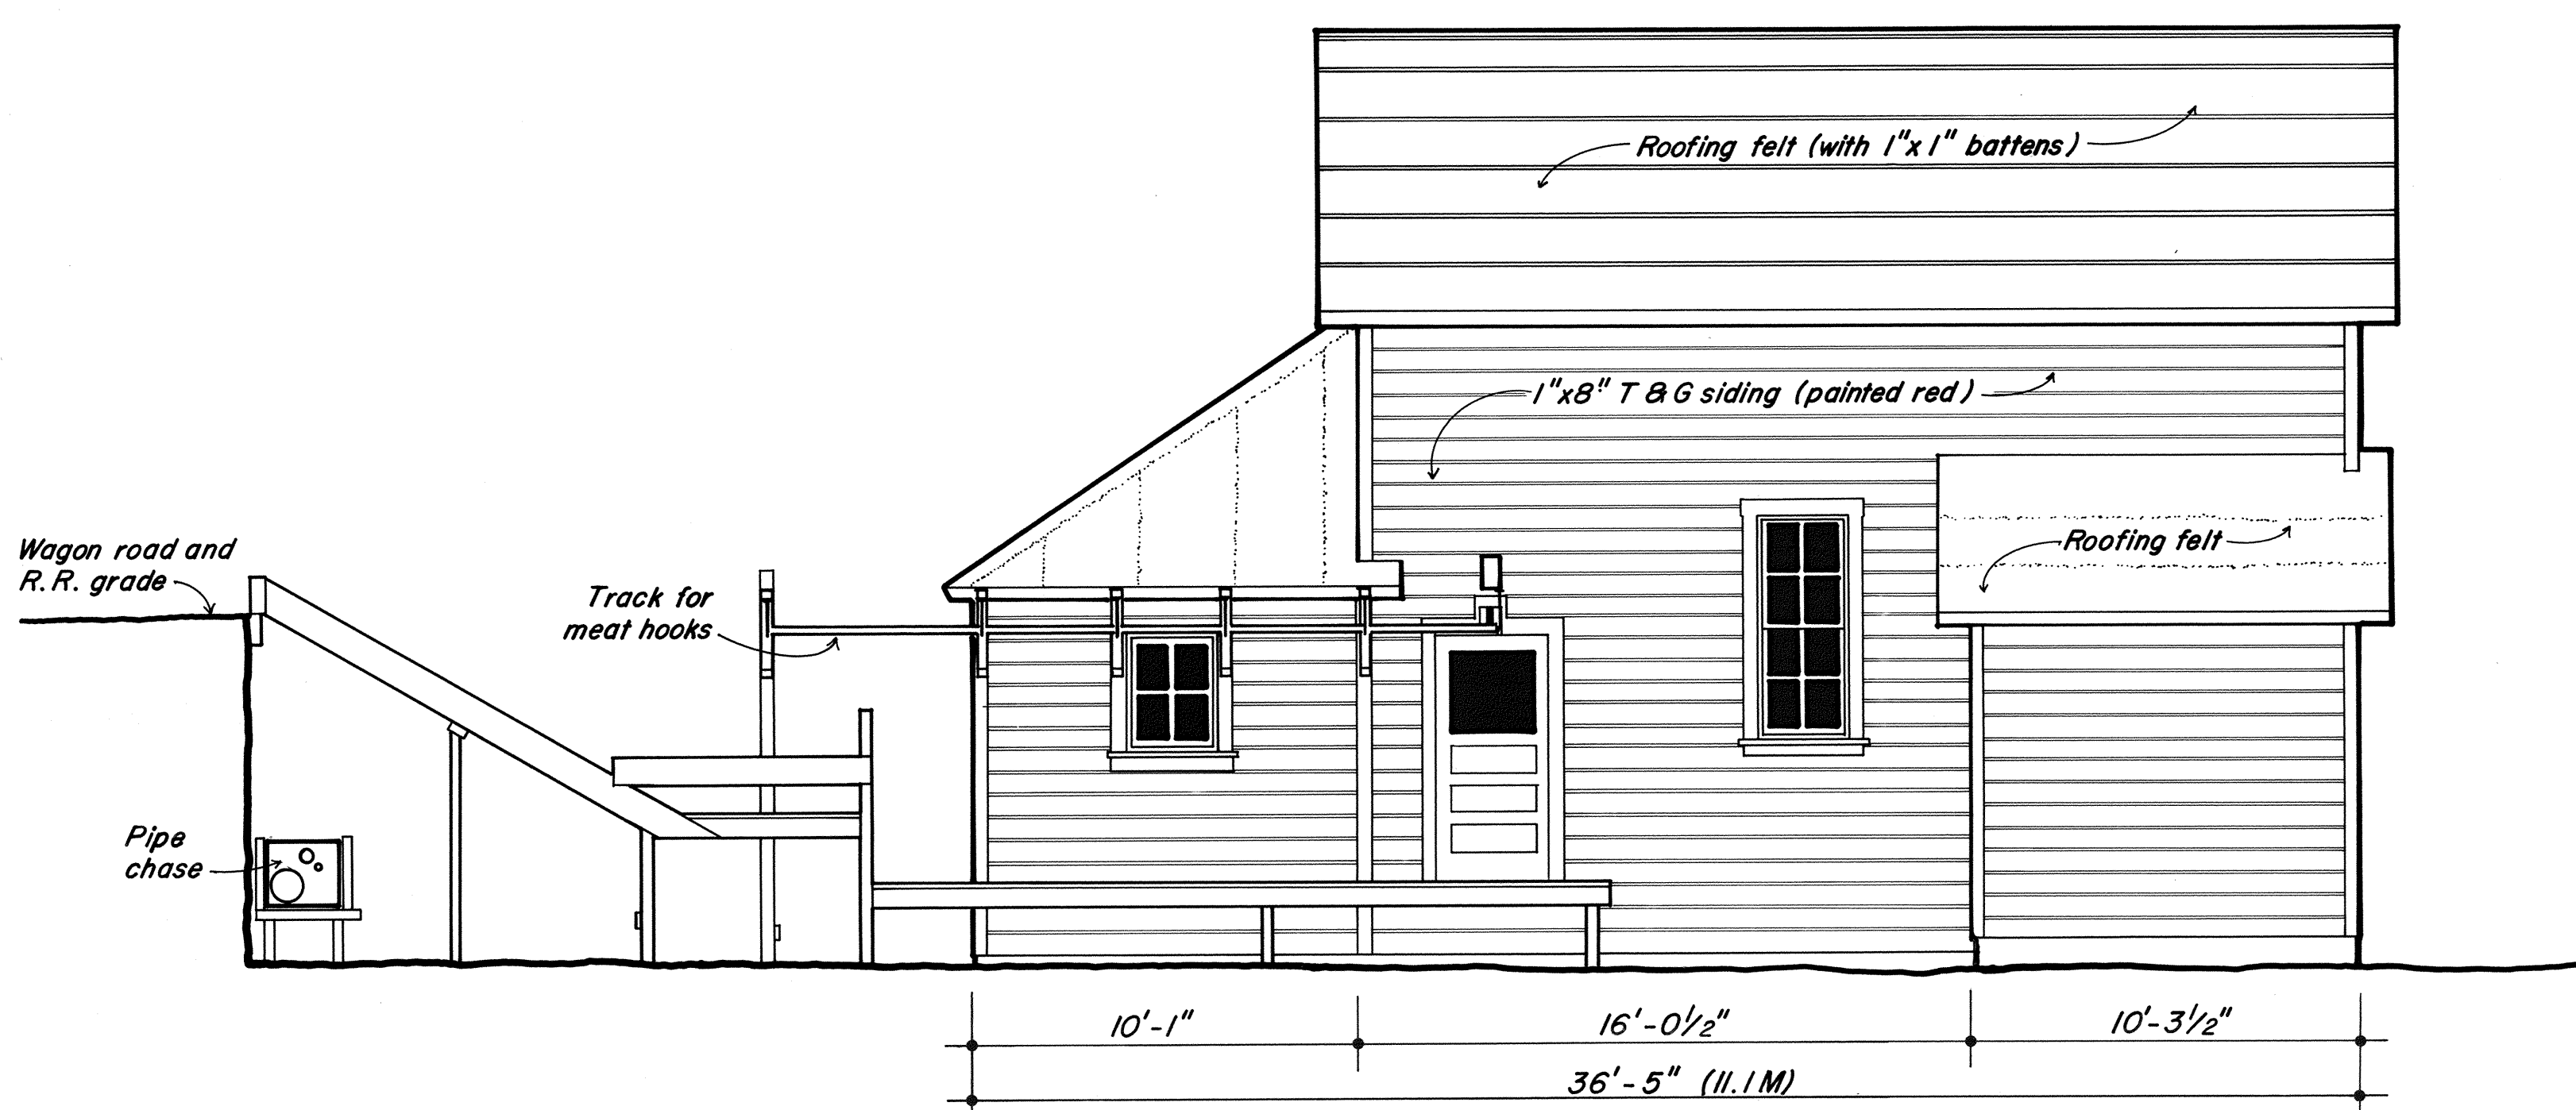 Roofing felt (with 1"x1" battens)
1"x8" T & G siding (painted red)
Wagon road and
R.R. grade
Track for
meat hooks
Roofing felt
Pipe
chase
10'-1"
16'-0½"
10'-3½"
36'-5" (11.1M)